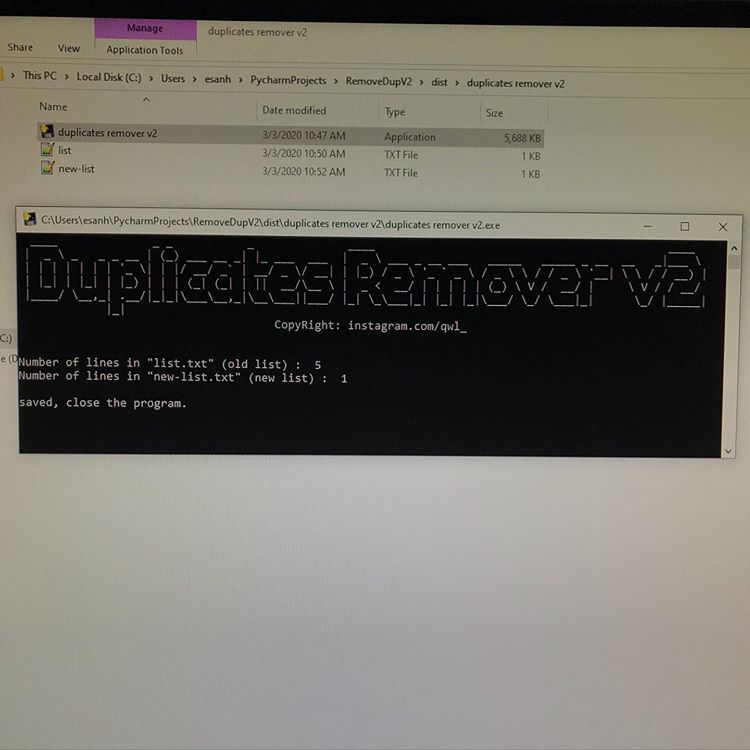 Manage
duplicates remover v2
Share View Application Tools
This PC > Local Disk (C:) > Users > esanh > PycharmProjects > RemoveDupV2 > dist > duplicates remover v2
Name Date modified Type Size
duplicates remover v2 3/3/2020 10:47 AM Application 5,688 KB
list 3/3/2020 10:50 AM TXT File 1 KB
new-list 3/3/2020 10:52 AM TXT File 1 KB
C:\Users\esanh\PycharmProjects\RemoveDupV2\dist\duplicates remover v2\duplicates remover v2.exe
Duplicates Remover v2
CopyRight: instagram.com/qwl_
C:)
e (D
Number of lines in "list.txt" (old list) : 5
Number of lines in "new-list.txt" (new list) : 1
saved, close the program.